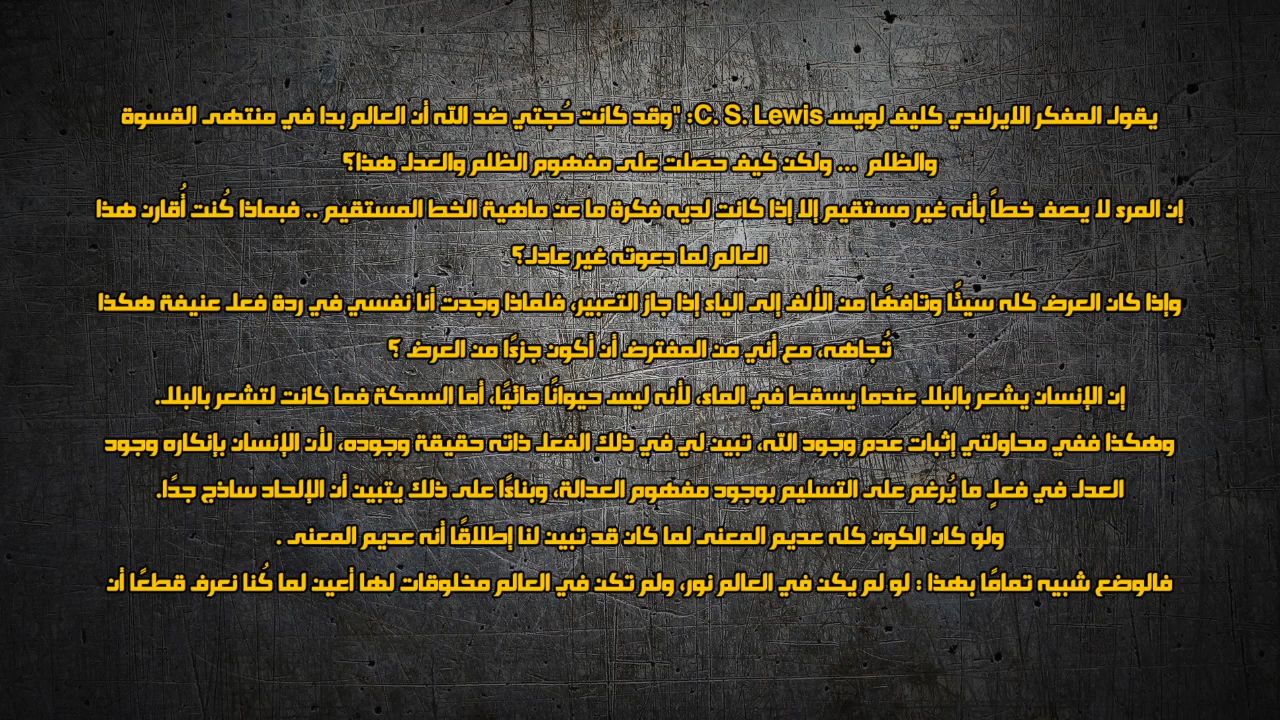 يقول المفكر الايرلندي كليف لويس C. S. Lewis: "وقد كانت حُجتي ضد الله أن العالم بدا في منتهى القسوة
والظلم ... ولكن كيف حصلت على مفهوم الظلم والعدل هذا؟
إن المرء لا يصف خطاً بأنه غير مستقيم إلا إذا كانت لديه فكرة ما عن ماهية الخط المستقيم .. فبماذا كُنت أُقارن هذا
العالم لما دعوته غير عادل؟
وإذا كان العرض كله سيئًا وتافهًا من الألف إلى الياء إذا جاز التعبير، فلماذا وجدت أنا نفسي في ردة فعل عنيفة هكذا
تُجاهه، مع أني من المفترض أن أكون جزءًا من العرض ؟
إن الإنسان يشعر بالبلل عندما يسقط في الماء، لأنه ليس حيوانًا مائيًا، أما السمكة فما كانت لتشعر بالبلل.
وهكذا ففي محاولتي إثبات عدم وجود الله، تبين لي في ذلك الفعل ذاته حقيقة وجوده، لأن الإنسان بإنكاره وجود
العدل في فعلٍ ما يُرغم على التسليم بوجود مفهوم العدالة، وبناءًا على ذلك يتبين أن الإلحاد ساذج جدًا.
ولو كان الكون كله عديم المعنى لما كان قد تبين لنا إطلاقًا أنه عديم المعنى .
فالوضع شبيه تمامًا بهذا : لو لم يكن في العالم نور، ولم تكن في العالم مخلوقات لها أعين لما كُنا نعرف قطعًا أن